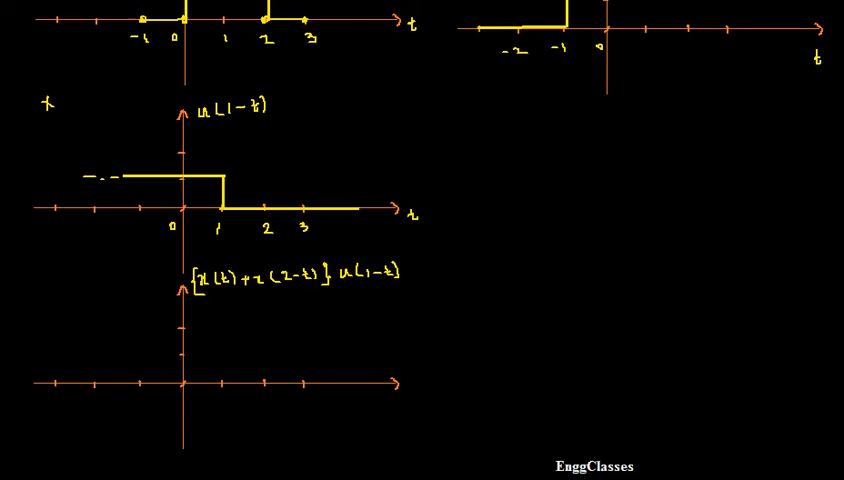 -1 0 1 2 3 t
-2 -1 0 t
u(1-t)
0 1 2 3 t
[x(t)+x(2-t)] u(1-t)
EnggClasses